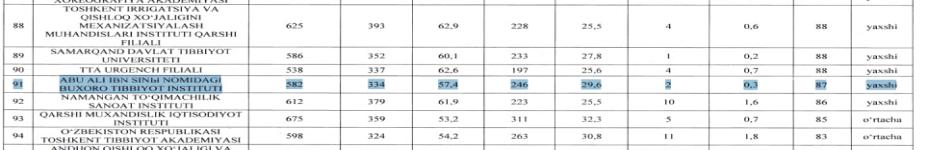 XOREOGRAFIYA AKADEMIYASI
88 TOSHKENT IRRIGATSIYA VA QISHLOQ XO'JALIGINI MEXANIZATSIYALASH MUHANDISLARI INSTITUTI QARSHI FILIALI 625 393 62,9 228 25,5 4 0,6 88 yaxshi
89 SAMARQAND DAVLAT TIBBIYOT UNIVERSITETI 586 352 60,1 233 27,8 1 0,2 88 yaxshi
90 TTA URGENCH FILIALI 538 337 62,6 197 25,6 4 0,7 88 yaxshi
91 ABU ALI IBN SINЫ NOMIDAGI BUXORO TIBBIYOT INSTITUTI 582 334 57,4 246 29,6 2 0,3 87 yaxshi
92 NAMANGAN TO'QIMACHILIK SANOAT INSTITUTI 612 379 61,9 223 25,5 10 1,6 86 yaxshi
93 QARSHI MUXANDISLIK IQTISODIYOT INSTITUTI 675 359 53,2 311 32,3 5 0,7 85 o'rtacha
94 O'ZBEKISTON RESPUBLIKASI TOSHKENT TIBBIYOT AKADEMIYASI 598 324 54,2 263 30,8 11 1,8 83 o'rtacha
ANDIJON QISHLOQ XO'JALIGI VA